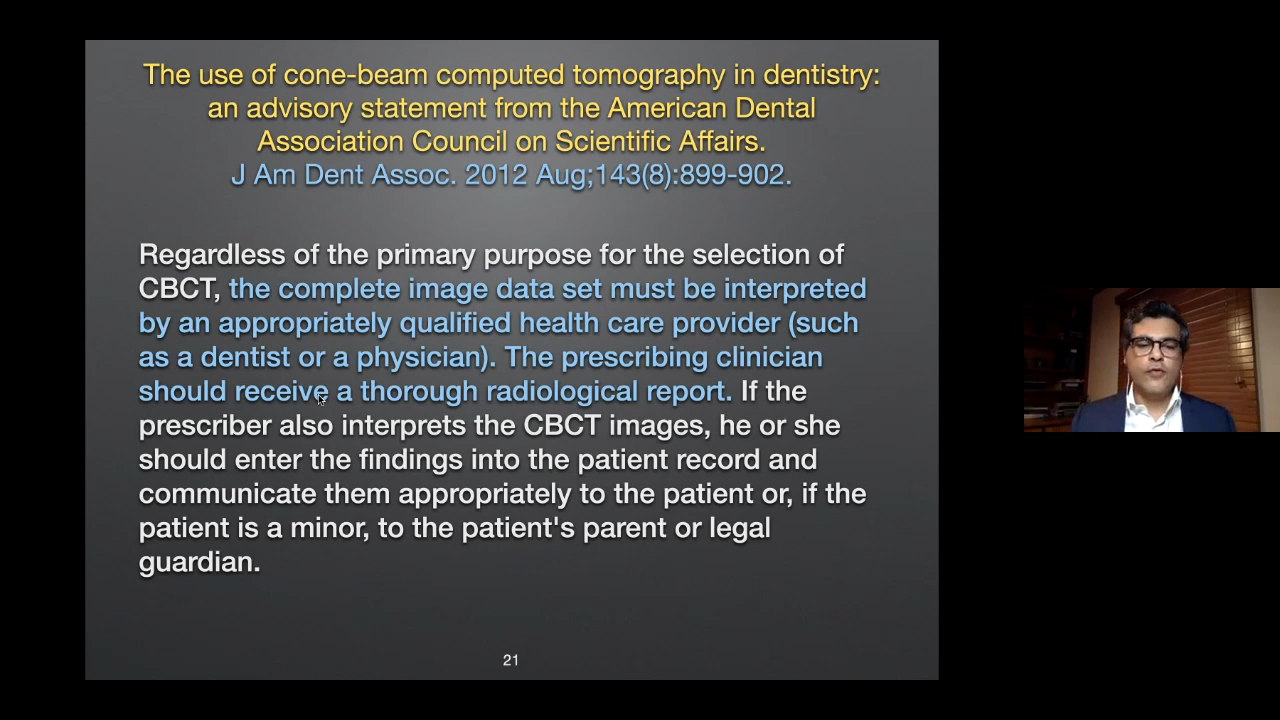 The use of cone-beam computed tomography in dentistry:
an advisory statement from the American Dental
Association Council on Scientific Affairs.
J Am Dent Assoc. 2012 Aug;143(8):899-902.
Regardless of the primary purpose for the selection of
CBCT, the complete image data set must be interpreted
by an appropriately qualified health care provider (such
as a dentist or a physician). The prescribing clinician
should receive a thorough radiological report. If the
prescriber also interprets the CBCT images, he or she
should enter the findings into the patient record and
communicate them appropriately to the patient or, if the
patient is a minor, to the patient's parent or legal
guardian.
21